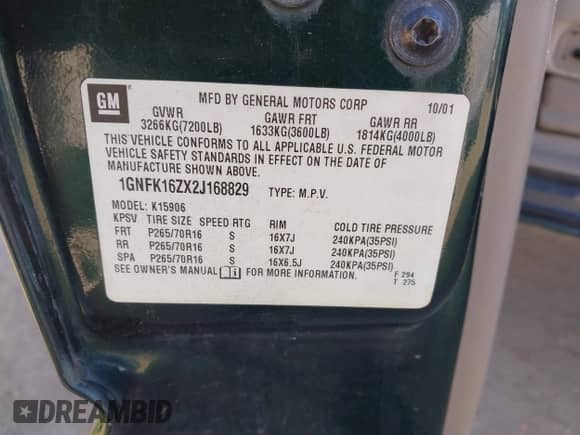 GM
MFD BY GENERAL MOTORS CORP 10/01
GVWR GAWR FRT GAWR RR
3266KG(7200LB) 1633KG(3600LB) 1814KG(4000LB)
THIS VEHICLE CONFORMS TO ALL APPLICABLE U.S. FEDERAL MOTOR
VEHICLE SAFETY STANDARDS IN EFFECT ON THE DATE OF
MANUFACTURE SHOWN ABOVE.
1GNFK16ZX2J168829 TYPE: M.P.V.
MODEL: K15906
KPSV TIRE SIZE SPEED RTG RIM COLD TIRE PRESSURE
FRT P265/70R16 S 16X7J 240KPA(35PSI)
RR P265/70R16 S 16X7J 240KPA(35PSI)
SPA P265/70R16 S 16X6.5J 240KPA(35PSI)
SEE OWNER'S MANUAL FOR MORE INFORMATION.
F 294
T 275
DREAMBID